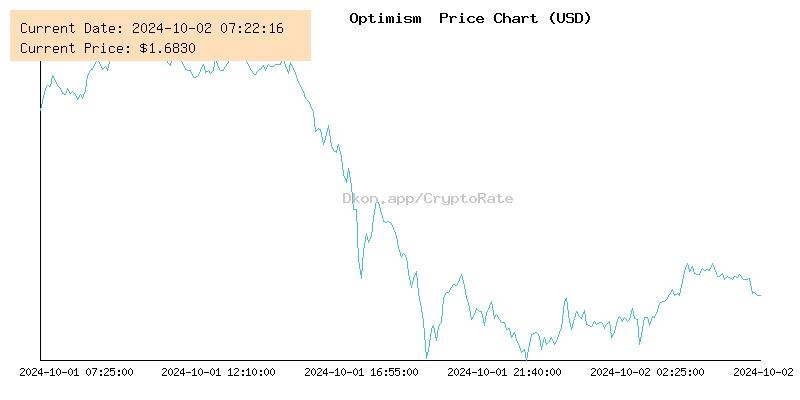 Optimism  Price Chart (USD)
Current Date: 2024-10-02 07:22:16
Current Price: $1.6830
Dkon.app/CryptoRate
2024-10-01 07:25:00 2024-10-01 12:10:00 2024-10-01 16:55:00 2024-10-01 21:40:00 2024-10-02 02:25:00 2024-10-02